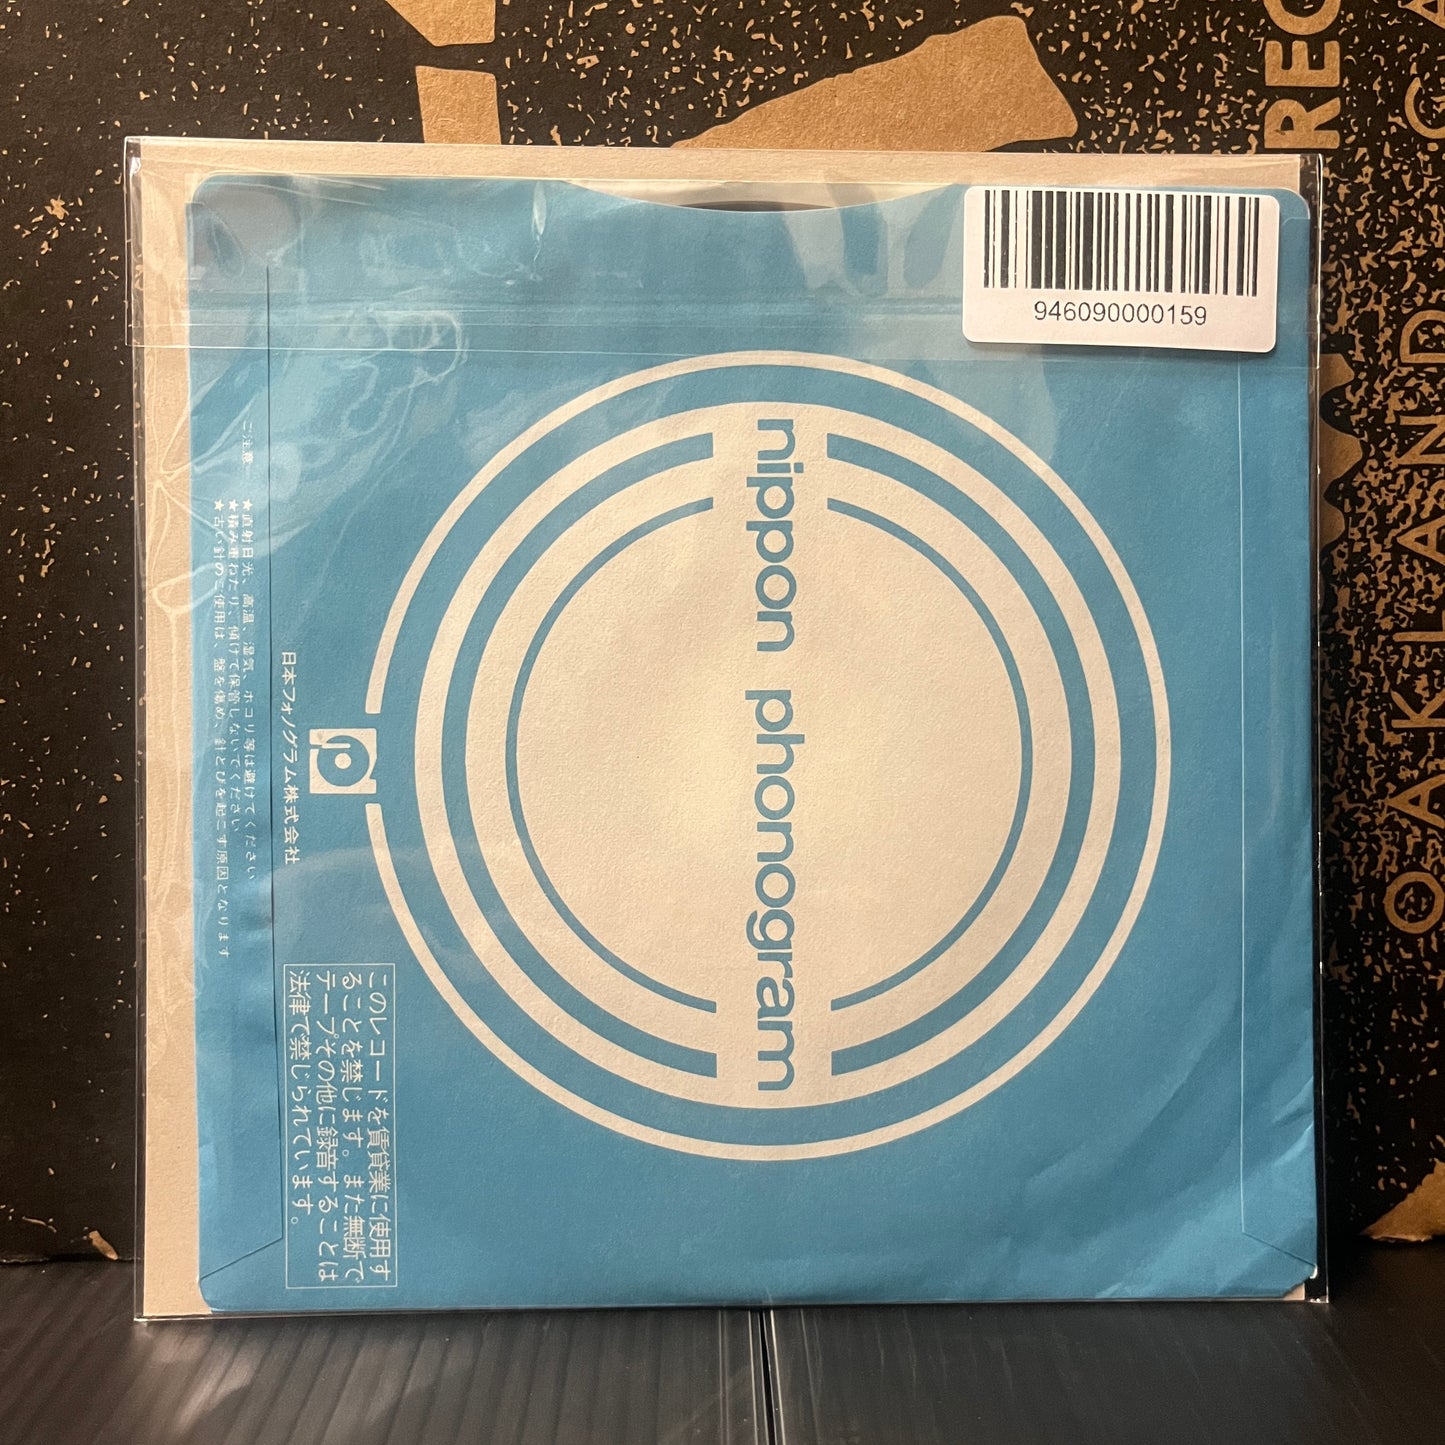 946090000159
nippon phonogram
日本フォノグラム株式会社
ご注意
★直射日光、高温、湿気、ホコリ等は避けてください
★積み重ねたり、傾けて保管しないでください
★古い針のご使用は、盤を傷め、針とびを起こす原因となります
このレコードを賃貸業に使用す
ることを禁じます。また無断で
テープその他に録音することは
法律で禁じられています。
REC
OAKLAND CA